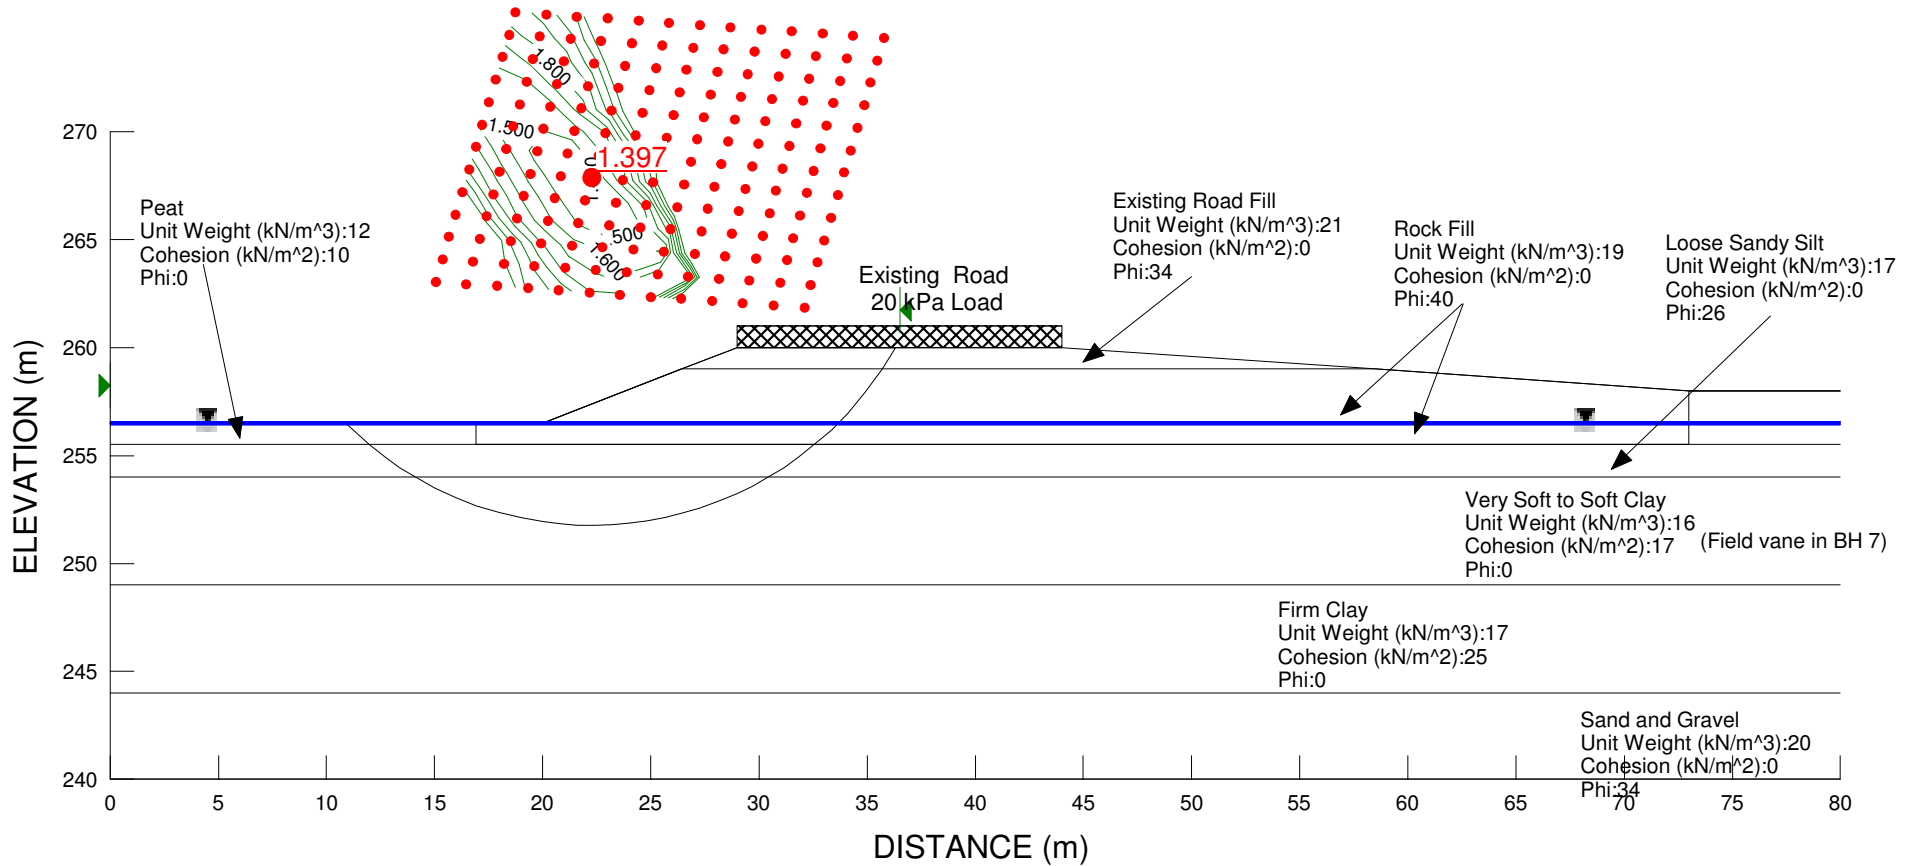 1.800
1.500
1.397
1.600
Peat
Unit Weight (kN/m^3):12
Cohesion (kN/m^2):10
Phi:0
Existing Road
20 kPa Load
Existing Road Fill
Unit Weight (kN/m^3):21
Cohesion (kN/m^2):0
Phi:34
Rock Fill
Unit Weight (kN/m^3):19
Cohesion (kN/m^2):0
Phi:40
Loose Sandy Silt
Unit Weight (kN/m^3):17
Cohesion (kN/m^2):0
Phi:26
Very Soft to Soft Clay
Unit Weight (kN/m^3):16
Cohesion (kN/m^2):17
Phi:0
(Field vane in BH 7)
Firm Clay
Unit Weight (kN/m^3):17
Cohesion (kN/m^2):25
Phi:0
Sand and Gravel
Unit Weight (kN/m^3):20
Cohesion (kN/m^2):0
Phi:34
ELEVATION (m)
270
265
260
255
250
245
240
0 5 10 15 20 25 30 35 40 45 50 55 60 65 70 75 80
DISTANCE (m)